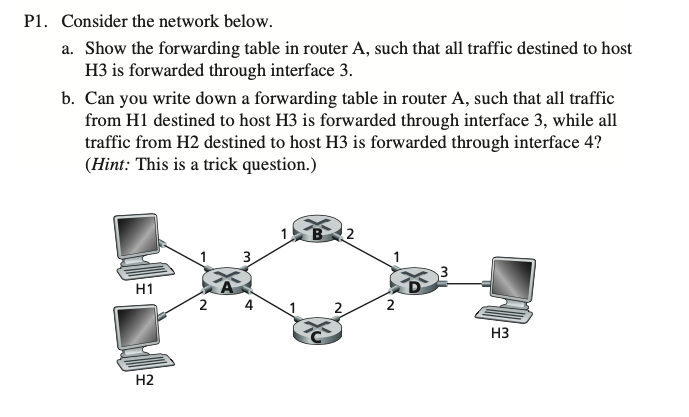 P1. Consider the network below.
a. Show the forwarding table in router A, such that all traffic destined to host
H3 is forwarded through interface 3.
b. Can you write down a forwarding table in router A, such that all traffic
from H1 destined to host H3 is forwarded through interface 3, while all
traffic from H2 destined to host H3 is forwarded through interface 4?
(Hint: This is a trick question.)
1 B 2
1 3
1
3
H1
A
D
2 4
1 2
2
C
H3
H2